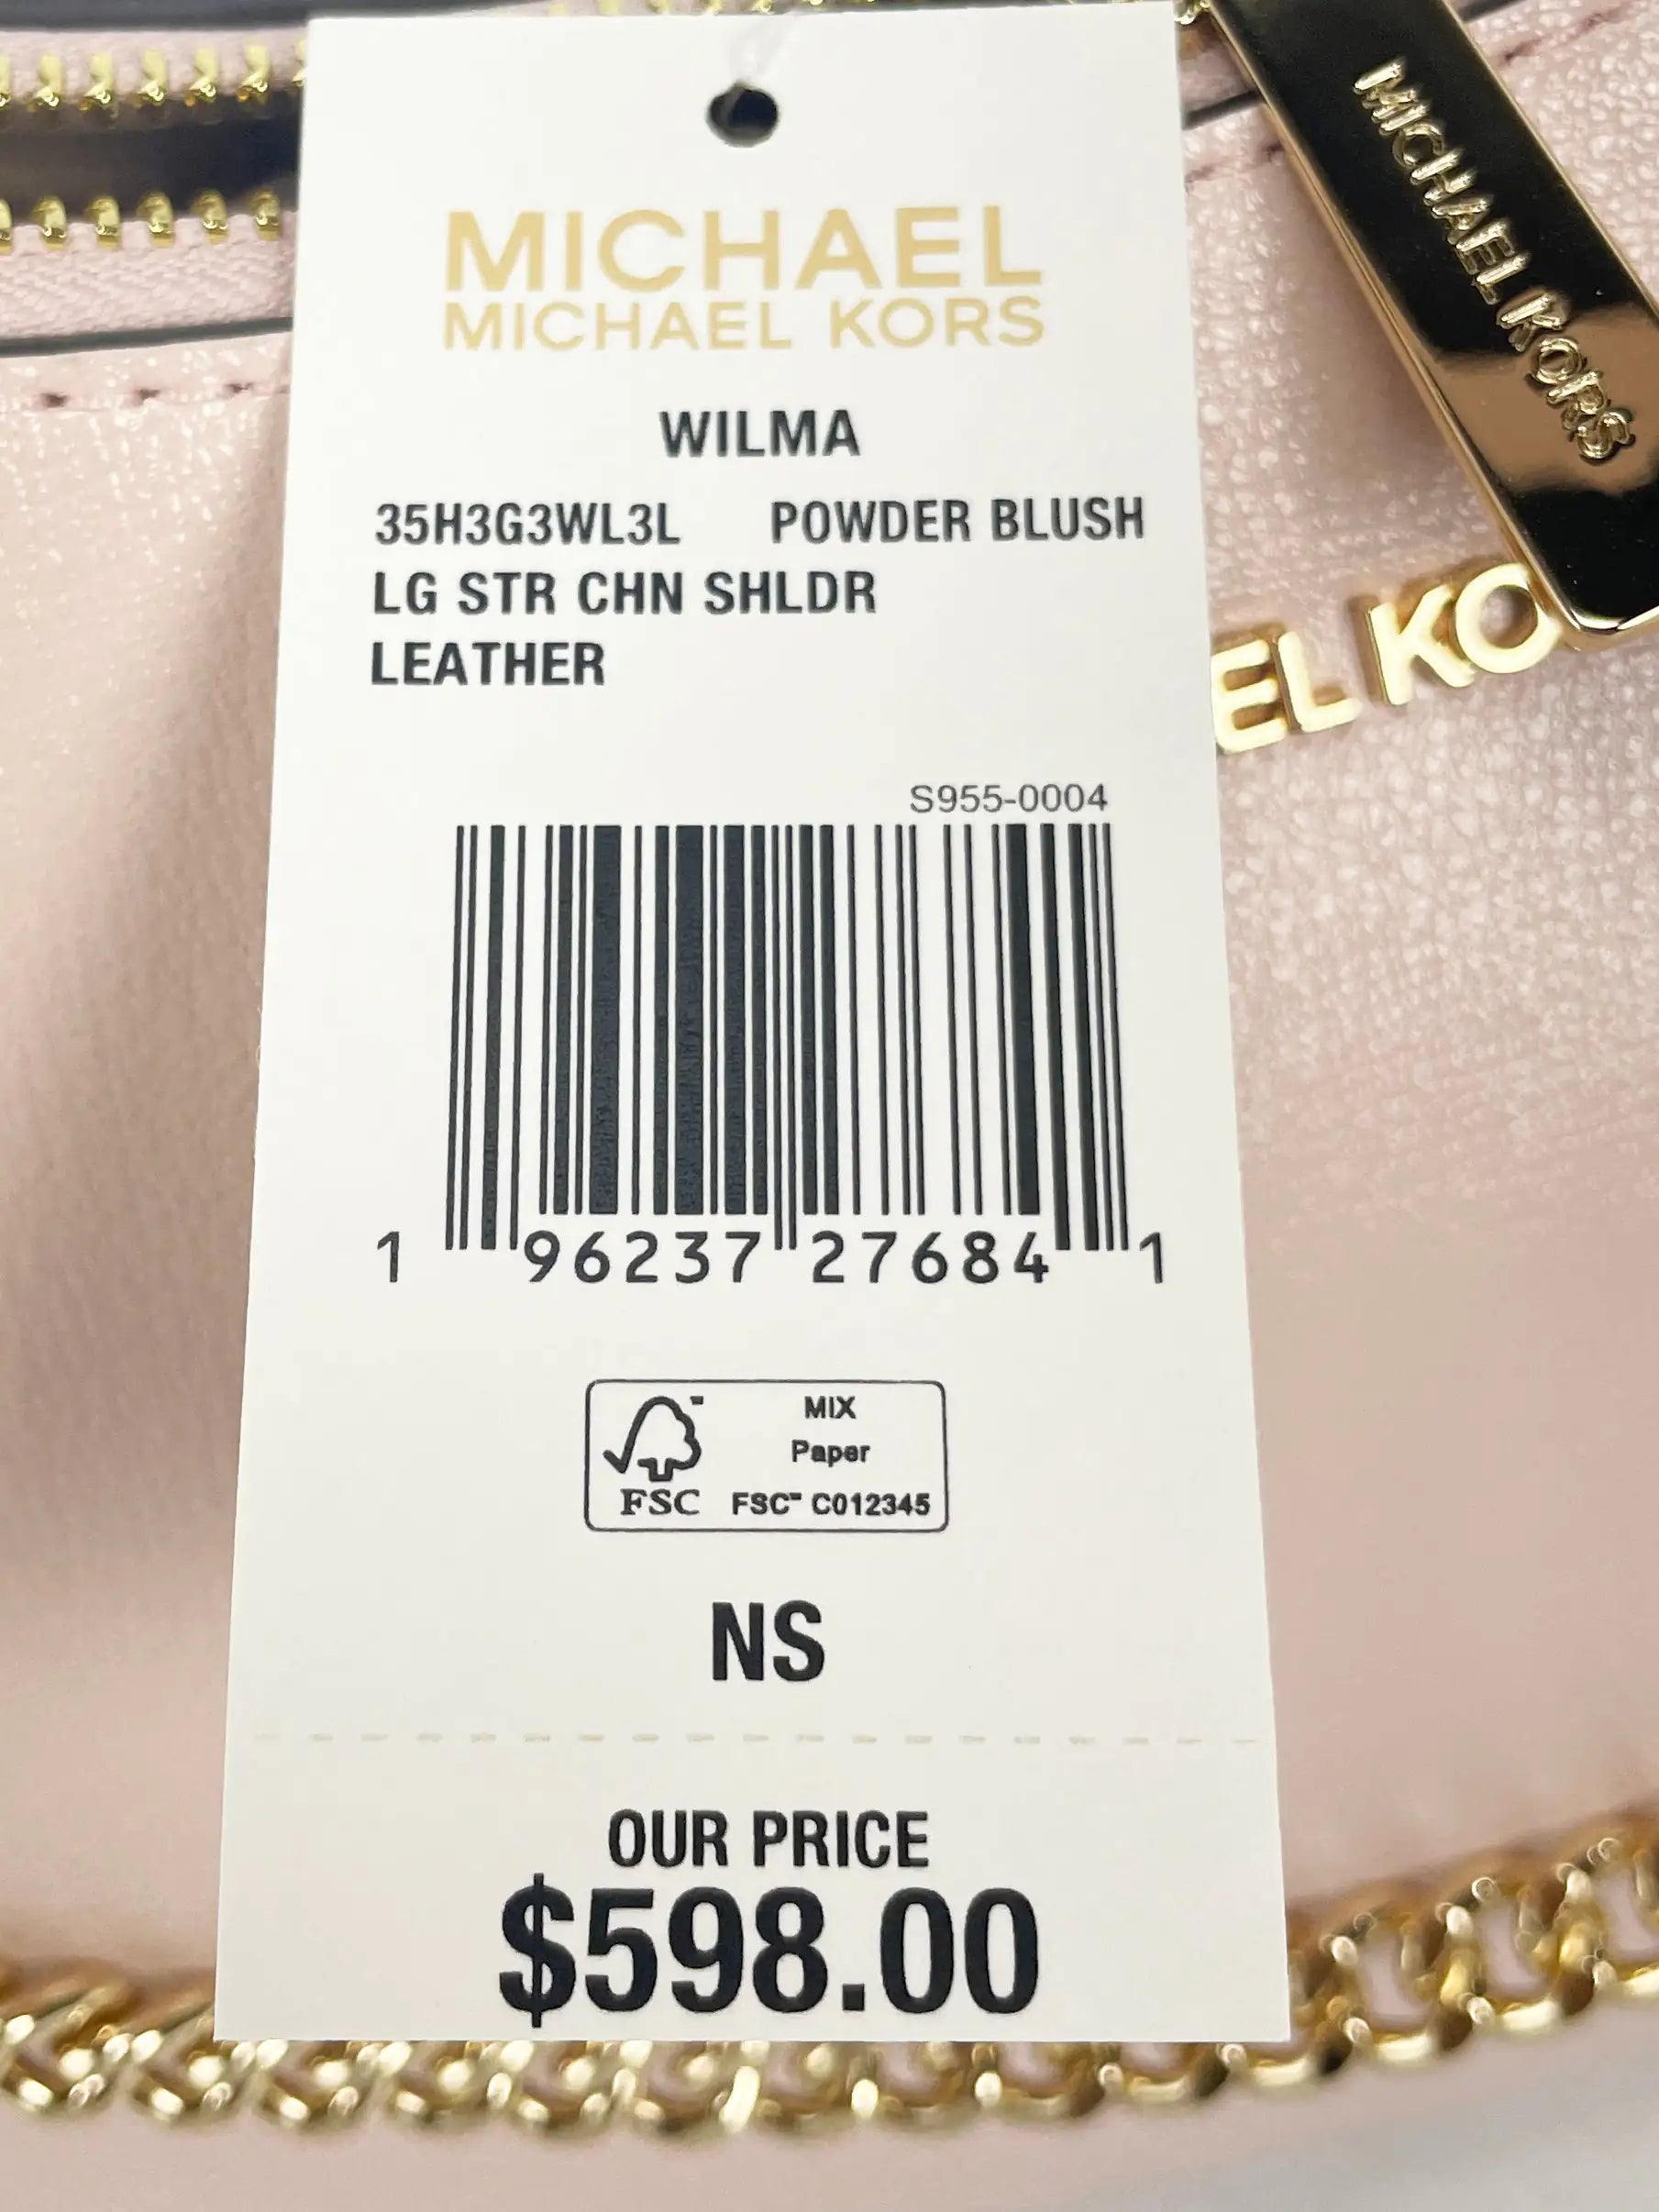 MICHAEL
MICHAEL KORS
WILMA
35H3G3WL3L POWDER BLUSH
LG STR CHN SHLDR
LEATHER
S955-0004
1 96237 27684 1
MIX
Paper
FSC™ C012345
FSC
NS
OUR PRICE
$598.00
MICHAEL KORS
EL KO